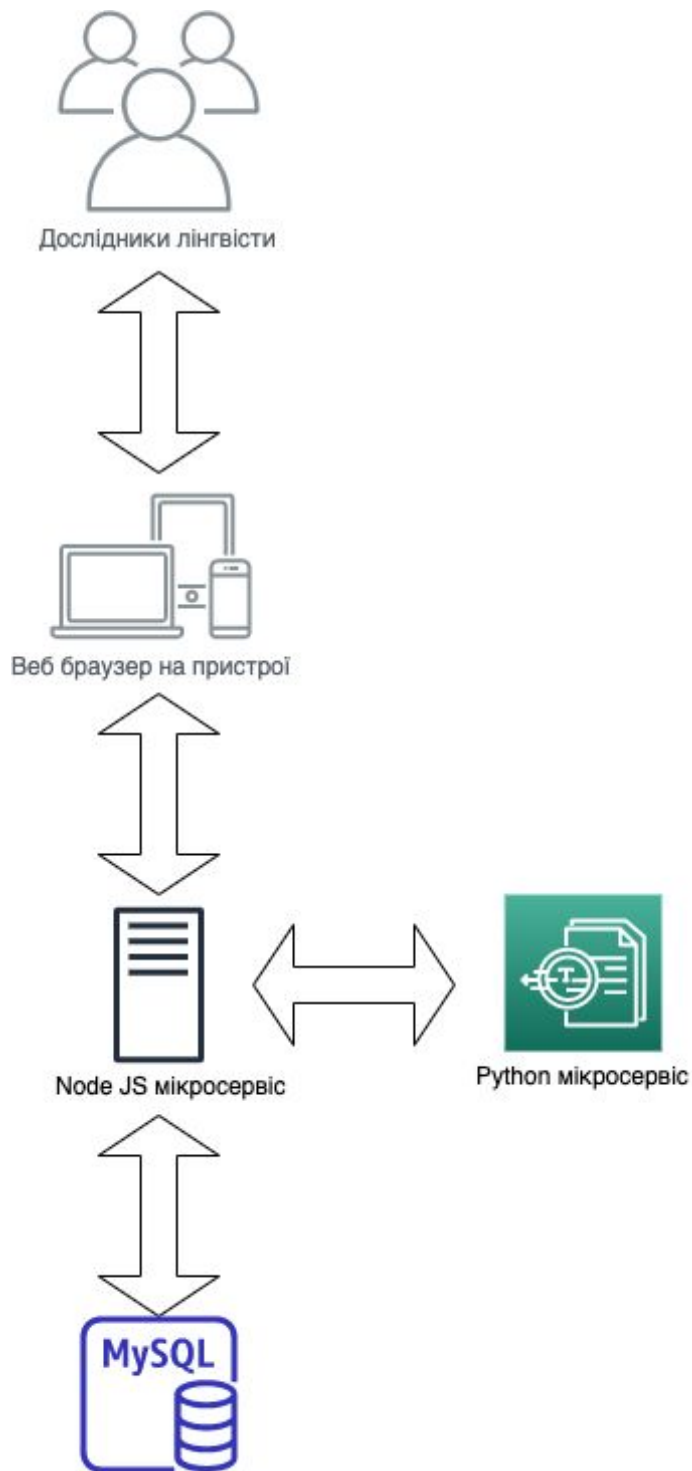 Дослідники лінгвісти
Веб браузер на пристрої
Node JS мікросервіс
Python мікросервіс
MySQL